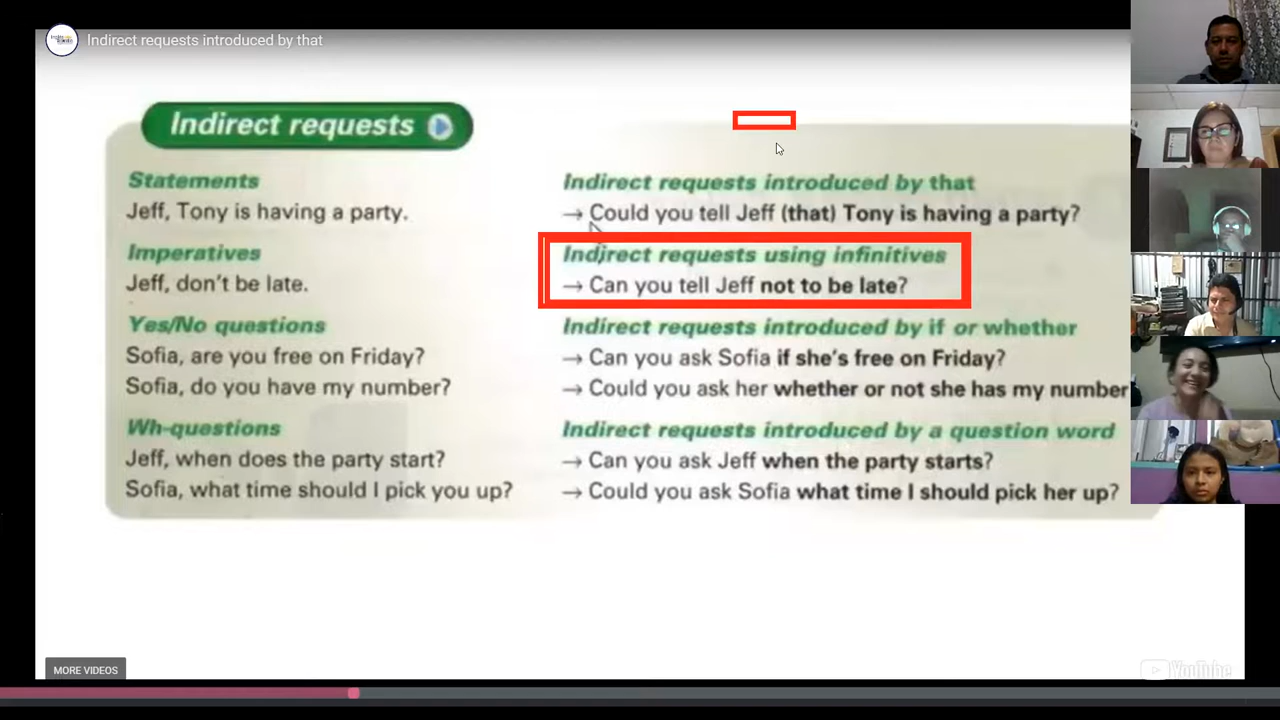 Indirect requests introduced by that
Indirect requests
Statements
Jeff, Tony is having a party.
Indirect requests introduced by that
→ Could you tell Jeff (that) Tony is having a party?
Imperatives
Jeff, don't be late.
Indirect requests using infinitives
→ Can you tell Jeff not to be late?
Yes/No questions
Sofia, are you free on Friday?
Sofia, do you have my number?
Indirect requests introduced by if or whether
→ Can you ask Sofia if she's free on Friday?
→ Could you ask her whether or not she has my number
Wh-questions
Jeff, when does the party start?
Sofia, what time should I pick you up?
Indirect requests introduced by a question word
→ Can you ask Jeff when the party starts?
→ Could you ask Sofia what time I should pick her up?
MORE VIDEOS
YouTube